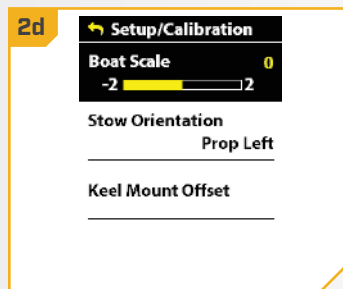 2d
Setup/Calibration
Boat Scale 0
-2 2
Stow Orientation
Prop Left
Keel Mount Offset